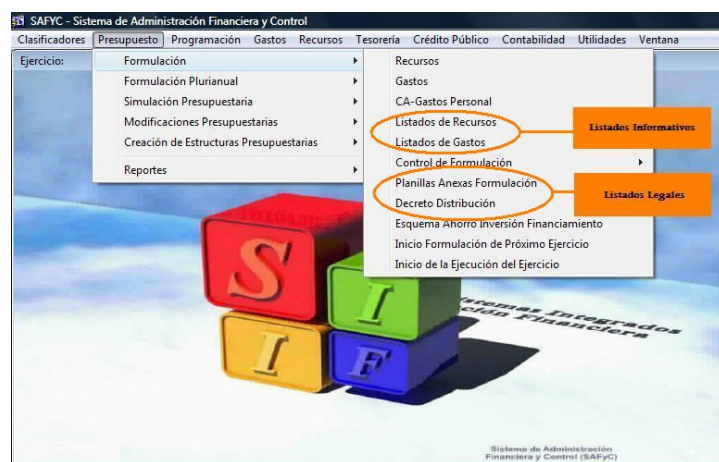 SAFYC - Sistema de Administración Financiera y Control
Clasificadores Presupuesto Programación Gastos Recursos Tesorería Crédito Público Contabilidad Utilidades Ventana
Ejercicio:
Formulación
Formulación Plurianual
Simulación Presupuestaria
Modificaciones Presupuestarias
Creación de Estructuras Presupuestarias
Reportes
Recursos
Gastos
CA-Gastos Personal
Listados de Recursos
Listados de Gastos
Control de Formulación
Planillas Anexas Formulación
Decreto Distribución
Esquema Ahorro Inversión Financiamiento
Inicio Formulación de Próximo Ejercicio
Inicio de la Ejecución del Ejercicio
Listados Informativos
Listados Legales
S
I
I
F
Integrados
Financiera
Sistema de Administración
Financiera y Control (SAFyC)